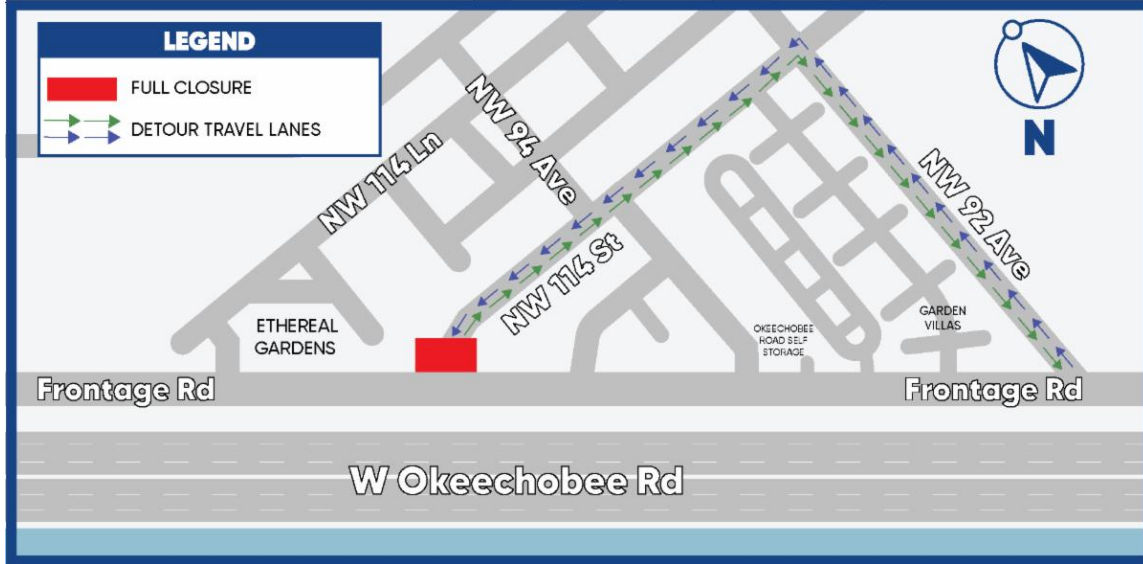 LEGEND
FULL CLOSURE
DETOUR TRAVEL LANES
N
NW 114 Ln
NW 94 Ave
NW 114 St
NW 92 Ave
ETHEREAL
GARDENS
OKEECHOBEE
ROAD SELF
STORAGE
GARDEN
VILLAS
Frontage Rd
Frontage Rd
W Okeechobee Rd